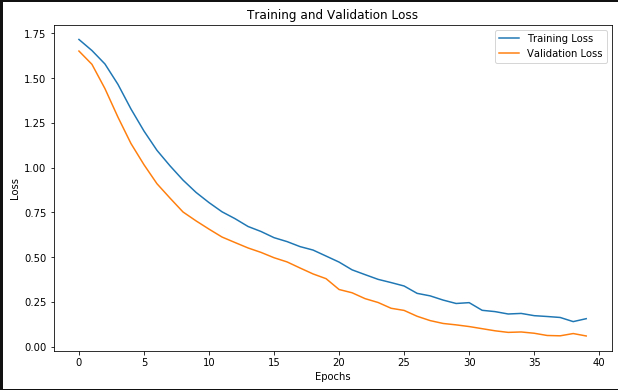 Training and Validation Loss
Training Loss
Validation Loss
1.75
1.50
1.25
1.00
0.75
0.50
0.25
0.00
Loss
0 5 10 15 20 25 30 35 40
Epochs